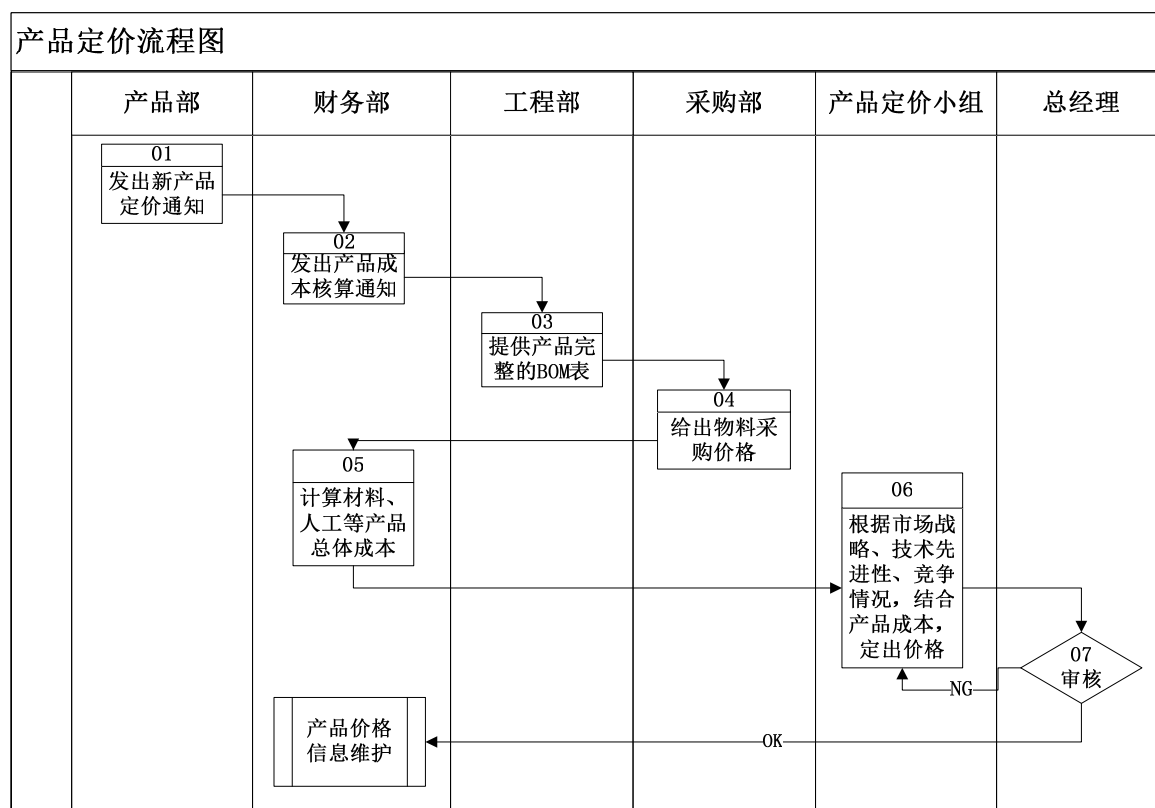 产品定价流程图
产品部
财务部
工程部
采购部
产品定价小组
总经理
01
发出新产品
定价通知
02
发出产品成
本核算通知
03
提供产品完
整的BOM表
04
给出物料采
购价格
05
计算材料、
人工等产品
总体成本
06
根据市场战
略、技术先
进性、竞争
情况，结合
产品成本，
定出价格
07
审核
NG
OK
产品价格
信息维护